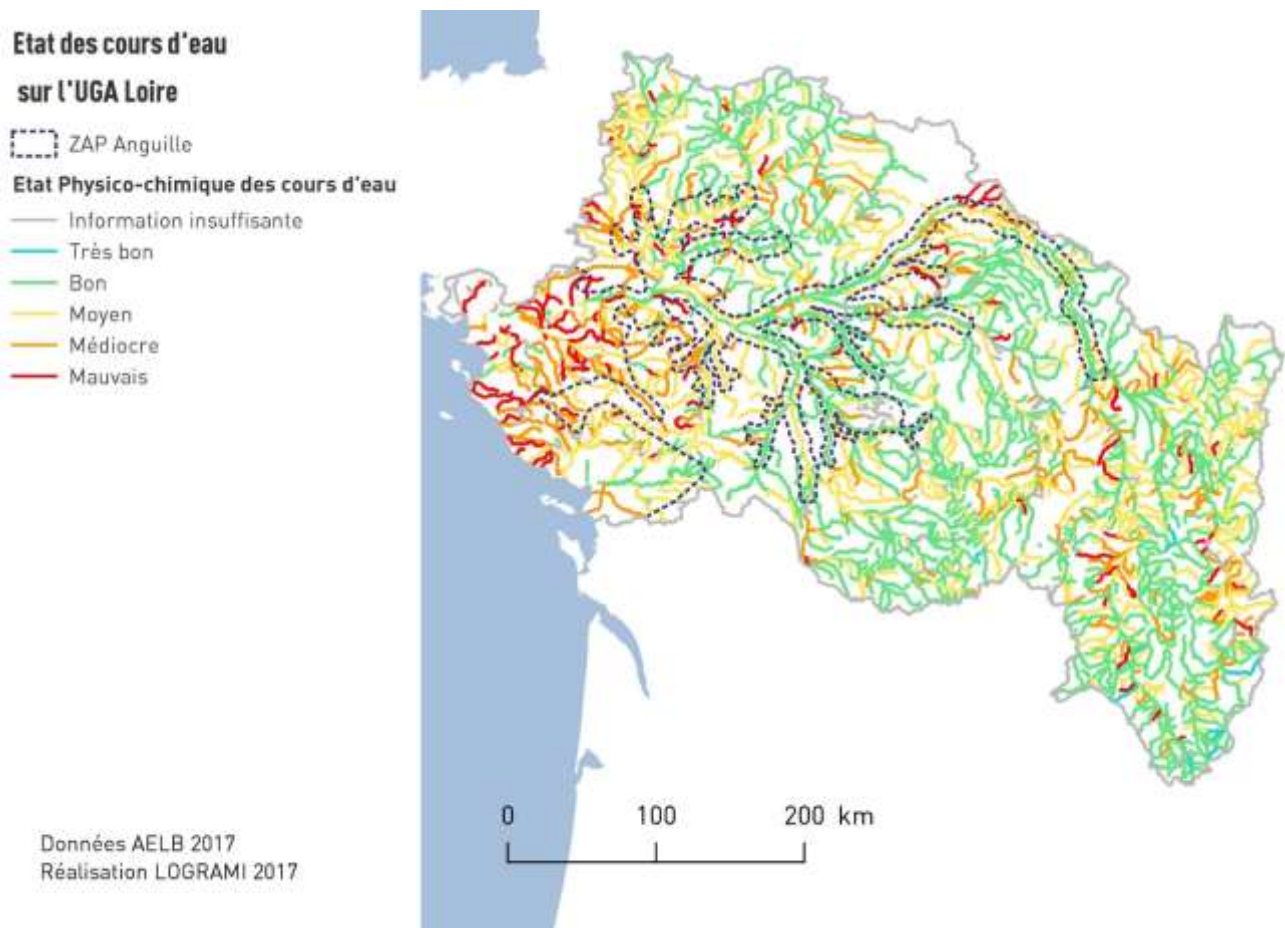 Etat des cours d'eau
sur l'UGA Loire
ZAP Anguille
Etat Physico-chimique des cours d'eau
Information insuffisante
Très bon
Bon
Moyen
Médiocre
Mauvais
0 100 200 km
Données AELB 2017
Réalisation LOGRAMI 2017